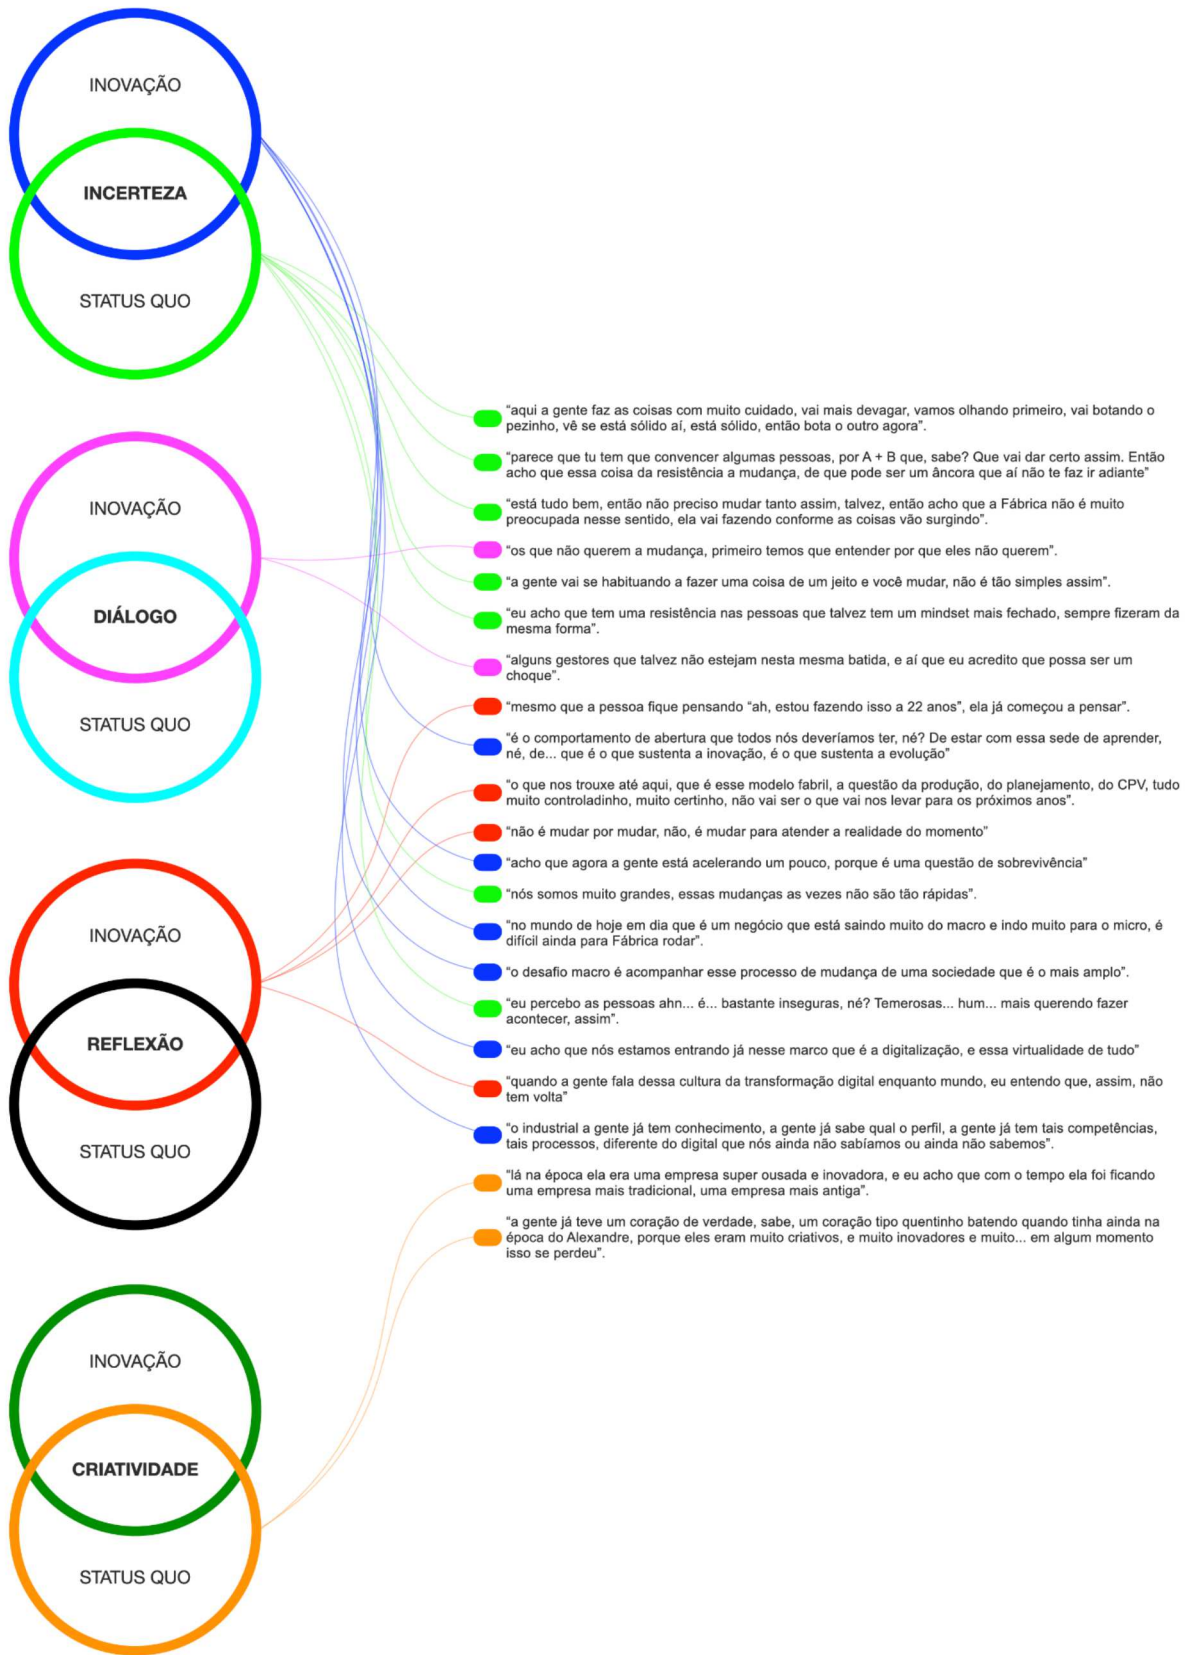 INOVAÇÃO
INCERTEZA
STATUS QUO
INOVAÇÃO
DIÁLOGO
STATUS QUO
INOVAÇÃO
REFLEXÃO
STATUS QUO
INOVAÇÃO
CRIATIVIDADE
STATUS QUO
“aqui a gente faz as coisas com muito cuidado, vai mais devagar, vamos olhando primeiro, vai botando o
pezinho, vê se está sólido aí, está sólido, então bota o outro agora”.
“parece que tu tem que convencer algumas pessoas, por A + B que, sabe? Que vai dar certo assim. Então
acho que essa coisa da resistência a mudança, de que pode ser um âncora que aí não te faz ir adiante”
“está tudo bem, então não preciso mudar tanto assim, talvez, então acho que a Fábrica não é muito
preocupada nesse sentido, ela vai fazendo conforme as coisas vão surgindo”.
“os que não querem a mudança, primeiro temos que entender por que eles não querem”.
“a gente vai se habituando a fazer uma coisa de um jeito e você mudar, não é tão simples assim”.
“eu acho que tem uma resistência nas pessoas que talvez tem um mindset mais fechado, sempre fizeram da
mesma forma”.
“alguns gestores que talvez não estejam nesta mesma batida, e aí que eu acredito que possa ser um
choque”.
“mesmo que a pessoa fique pensando “ah, estou fazendo isso a 22 anos”, ela já começou a pensar”.
“é o comportamento de abertura que todos nós deveríamos ter, né? De estar com essa sede de aprender,
né, de... que é o que sustenta a inovação, é o que sustenta a evolução”
“o que nos trouxe até aqui, que é esse modelo fabril, a questão da produção, do planejamento, do CPV, tudo
muito controladinho, muito certinho, não vai ser o que vai nos levar para os próximos anos”.
“não é mudar por mudar, não, é mudar para atender a realidade do momento”
“acho que agora a gente está acelerando um pouco, porque é uma questão de sobrevivência”
“nós somos muito grandes, essas mudanças as vezes não são tão rápidas”.
“no mundo de hoje em dia que é um negócio que está saindo muito do macro e indo muito para o micro, é
difícil ainda para Fábrica rodar”.
“o desafio macro é acompanhar esse processo de mudança de uma sociedade que é o mais amplo”.
“eu percebo as pessoas ahn... é... bastante inseguras, né? Temerosas... hum... mais querendo fazer
acontecer, assim”.
“eu acho que nós estamos entrando já nesse marco que é a digitalização, e essa virtualidade de tudo”
“quando a gente fala dessa cultura da transformação digital enquanto mundo, eu entendo que, assim, não
tem volta”
“o industrial a gente já tem conhecimento, a gente já sabe qual o perfil, a gente já tem tais competências,
tais processos, diferente do digital que nós ainda não sabíamos ou ainda não sabemos”.
“lá na época ela era uma empresa super ousada e inovadora, e eu acho que com o tempo ela foi ficando
uma empresa mais tradicional, uma empresa mais antiga”.
“a gente já teve um coração de verdade, sabe, um coração tipo quentinho batendo quando tinha ainda na
época do Alexandre, porque eles eram muito criativos, e muito inovadores e muito... em algum momento
isso se perdeu”.